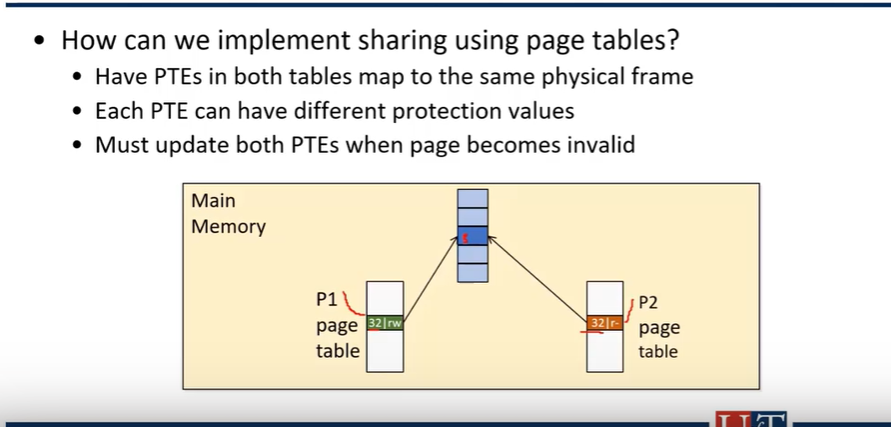 • How can we implement sharing using page tables?
• Have PTEs in both tables map to the same physical frame
• Each PTE can have different protection values
• Must update both PTEs when page becomes invalid
Main
Memory
s
P1
page
table
32|rw
32|r-
P2
page
table